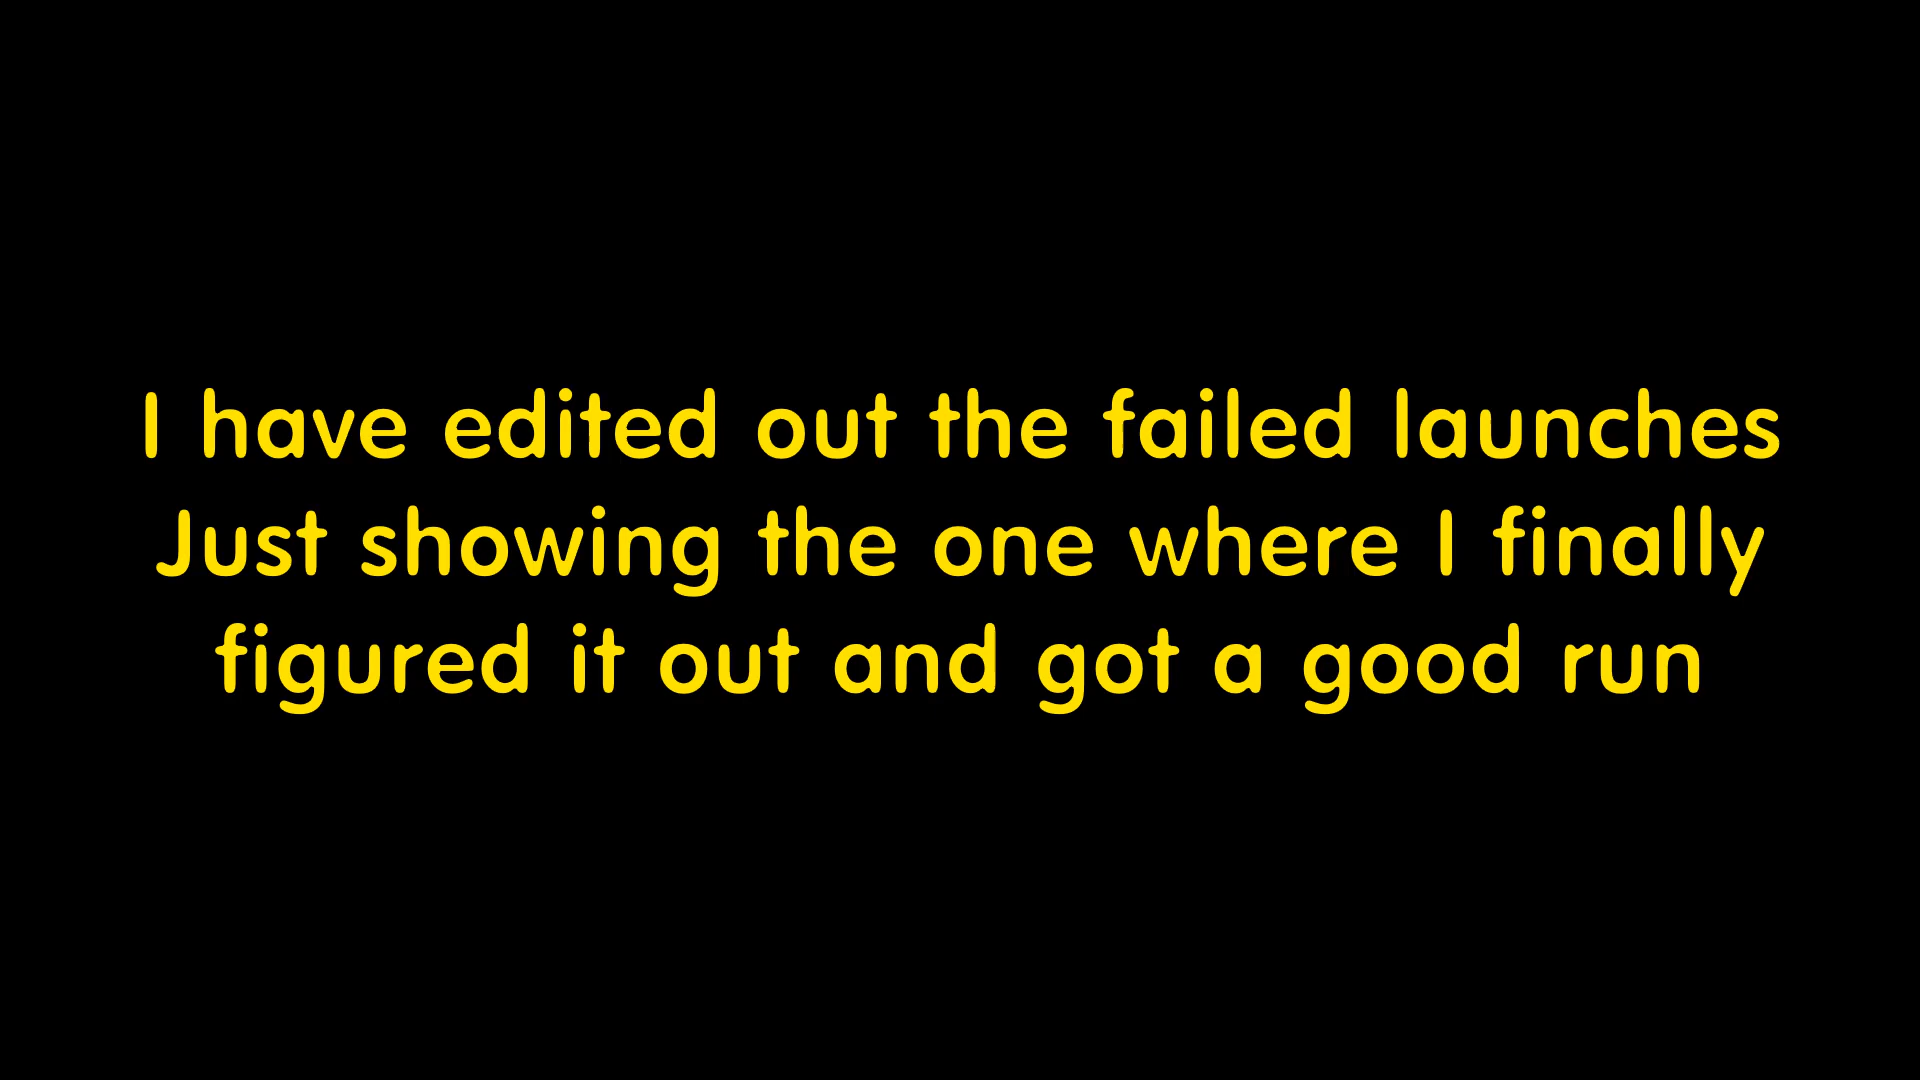 I have edited out the failed launches
Just showing the one where I finally
figured it out and got a good run